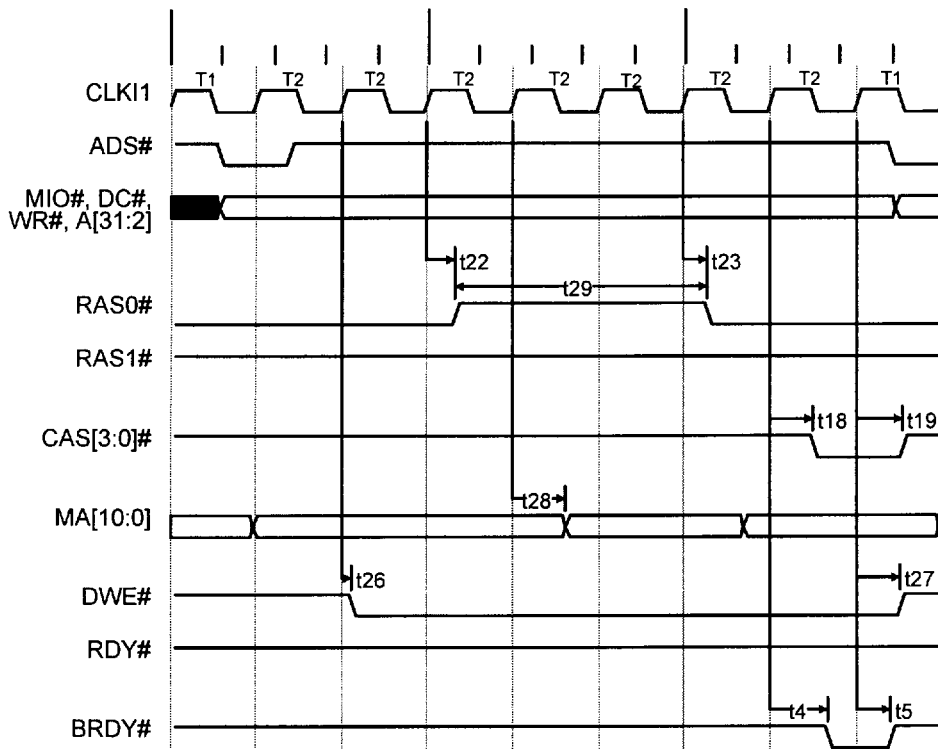 T1 T2 T2 T2 T2 T2 T2 T2 T1
CLKI1
ADS#
MIO#, DC#,
WR#, A[31:2]
t22 t23
t29
RAS0#
RAS1#
t18 t19
CAS[3:0]#
t28
MA[10:0]
t26 t27
DWE#
RDY#
t4 t5
BRDY#